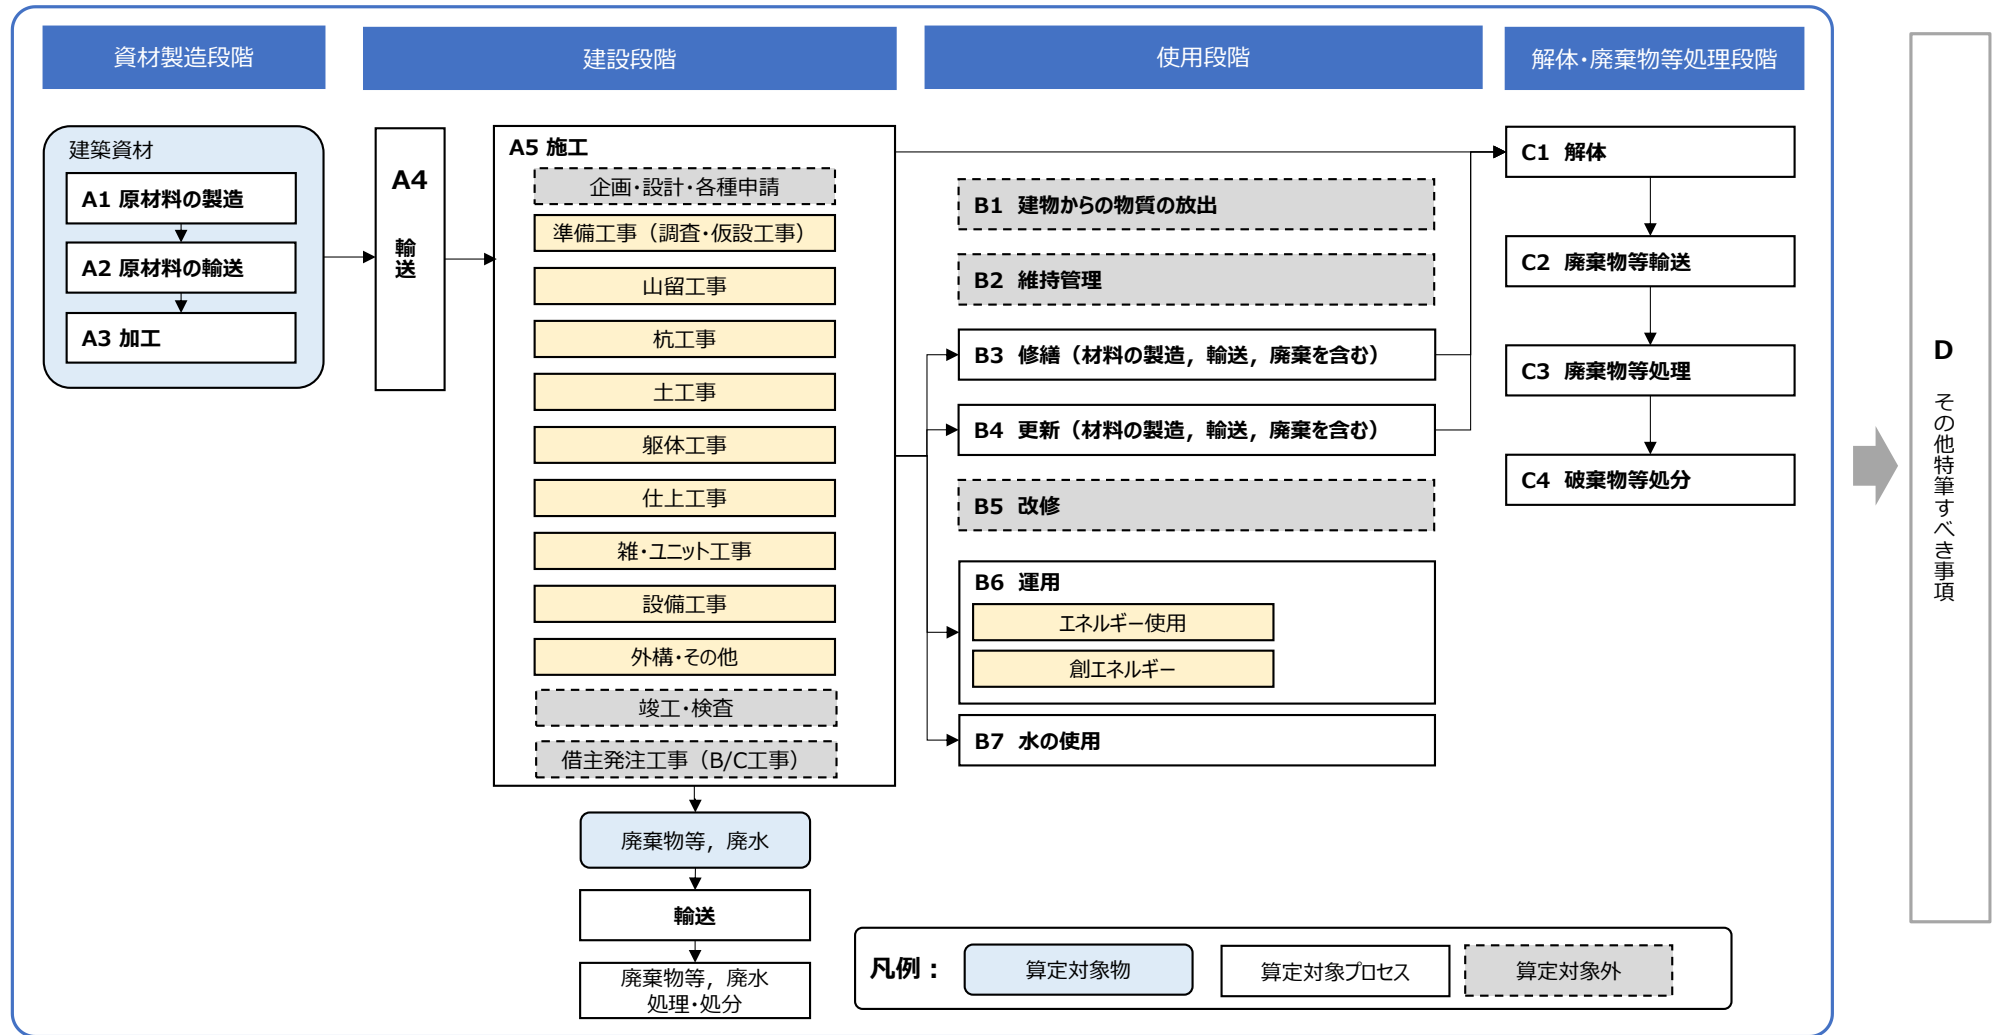 資材製造段階
建設段階
使用段階
解体・廃棄物等処理段階
建築資材
A1 原材料の製造
A2 原材料の輸送
A3 加工
A4
輸送
A5 施工
企画・設計・各種申請
準備工事（調査・仮設工事）
山留工事
杭工事
土工事
躯体工事
仕上工事
雑・ユニット工事
設備工事
外構・その他
竣工・検査
借主発注工事（B/C工事）
廃棄物等，廃水
輸送
廃棄物等，廃水
処理・処分
B1 建物からの物質の放出
B2 維持管理
B3 修繕（材料の製造，輸送，廃棄を含む）
B4 更新（材料の製造，輸送，廃棄を含む）
B5 改修
B6 運用
エネルギー使用
創エネルギー
B7 水の使用
C1 解体
C2 廃棄物等輸送
C3 廃棄物等処理
C4 破棄物等処分
D
その他特筆すべき事項
凡例：
算定対象物
算定対象プロセス
算定対象外